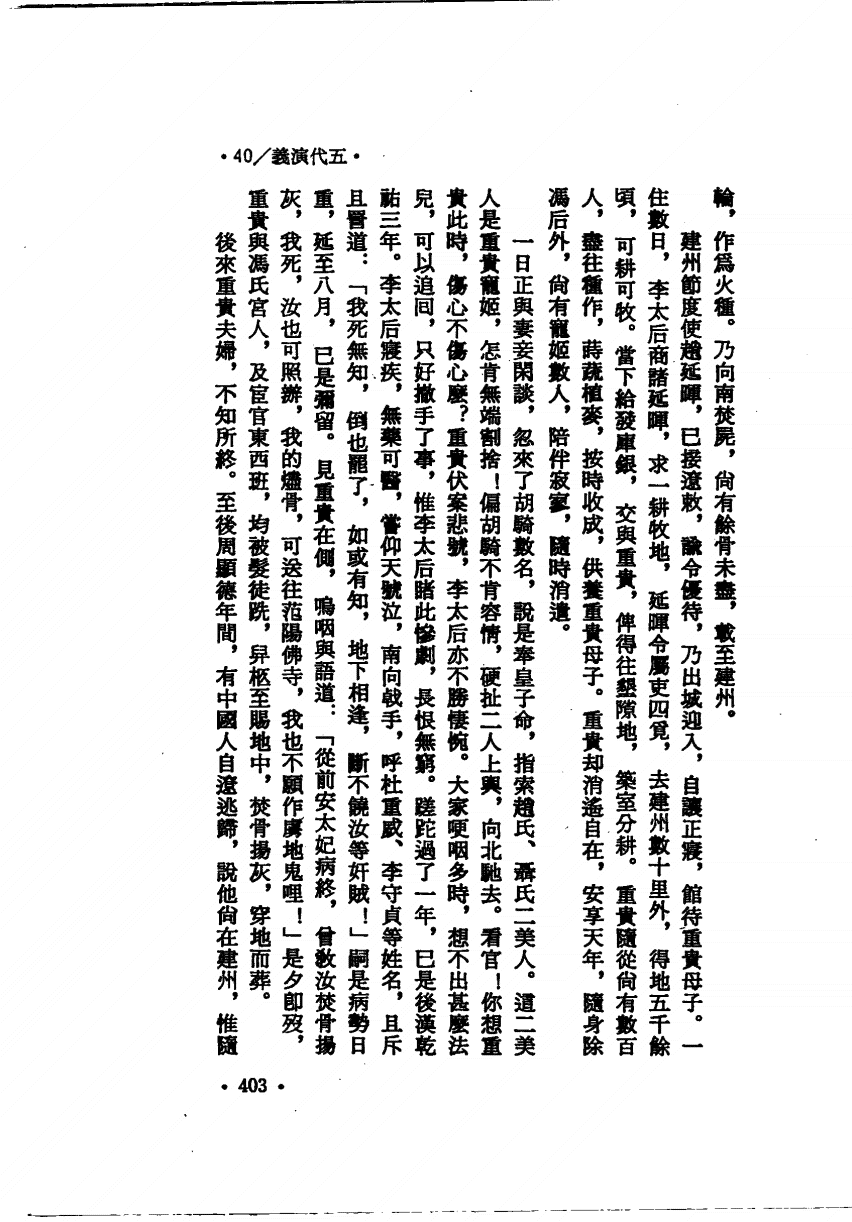 •40／義演代五•
輪，作爲火種。乃向南焚屍，尙有餘骨未盡，載至建州。
建州節度使趙延暉，已接遼敕，諭令優待，乃出城迎入，自讓正寢，館待重貴母子。一
住數日，李太后商諸延暉，求一耕牧地，延暉令屬吏四覓，去建州數十里外，得地五千餘
頃，可耕可牧。當下給發庫銀，交與重貴，俾得往墾隙地，築室分耕。重貴隨從尙有數百
人，盡往種作，蒔蔬植麥，按時收成，供養重貴母子。重貴却消遙自在，安享天年，隨身除
馮后外，尙有寵姬數人，陪伴寂寥，隨時消遣。
一日正與妻妾閑談，忽來了胡騎數名，說是奉皇子命，指索趙氏、聶氏二美人。這二美
人是重貴寵姬，怎肯無端割捨！偏胡騎不肯容情，硬扯二人上輿，向北馳去。看官！你想重
貴此時，傷心不傷心麼？重貴伏案悲號，李太后亦不勝悽惋。大家哽咽多時，想不出甚麼法
兒，可以追回，只好撤手了事，惟李太后睹此慘劇，長恨無窮。蹉跎過了一年，已是後漢乾
祐三年。李太后寢疾，無藥可醫，嘗仰天號泣，南向戟手，呼杜重威、李守貞等姓名，且斥
且詈道：「我死無知，倒也罷了，如或有知，地下相逢，斷不饒汝等奸賊！」嗣是病勢日
重，延至八月，已是彌留。見重貴在側，嗚咽與語道：「從前安太妃病終，曾敎汝焚骨揚
灰，我死，汝也可照辦，我的燼骨，可送往范陽佛寺，我也不願作虜地鬼哩！」是夕卽歿，
重貴與馮氏宮人，及宦官東西班，均被髮徒跣，舁柩至賜地中，焚骨揚灰，穿地而葬。
後來重貴夫婦，不知所終。至後周顯德年間，有中國人自遼逃歸，說他尙在建州，惟隨
•403•